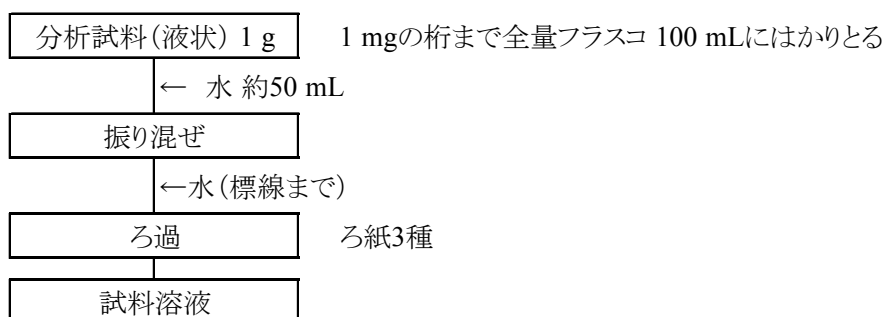 分析試料(液状) 1 g 1 mgの桁まで全量フラスコ 100 mLにはかりとる
← 水 約50 mL
振り混ぜ
←水(標線まで)
ろ過 ろ紙3種
試料溶液